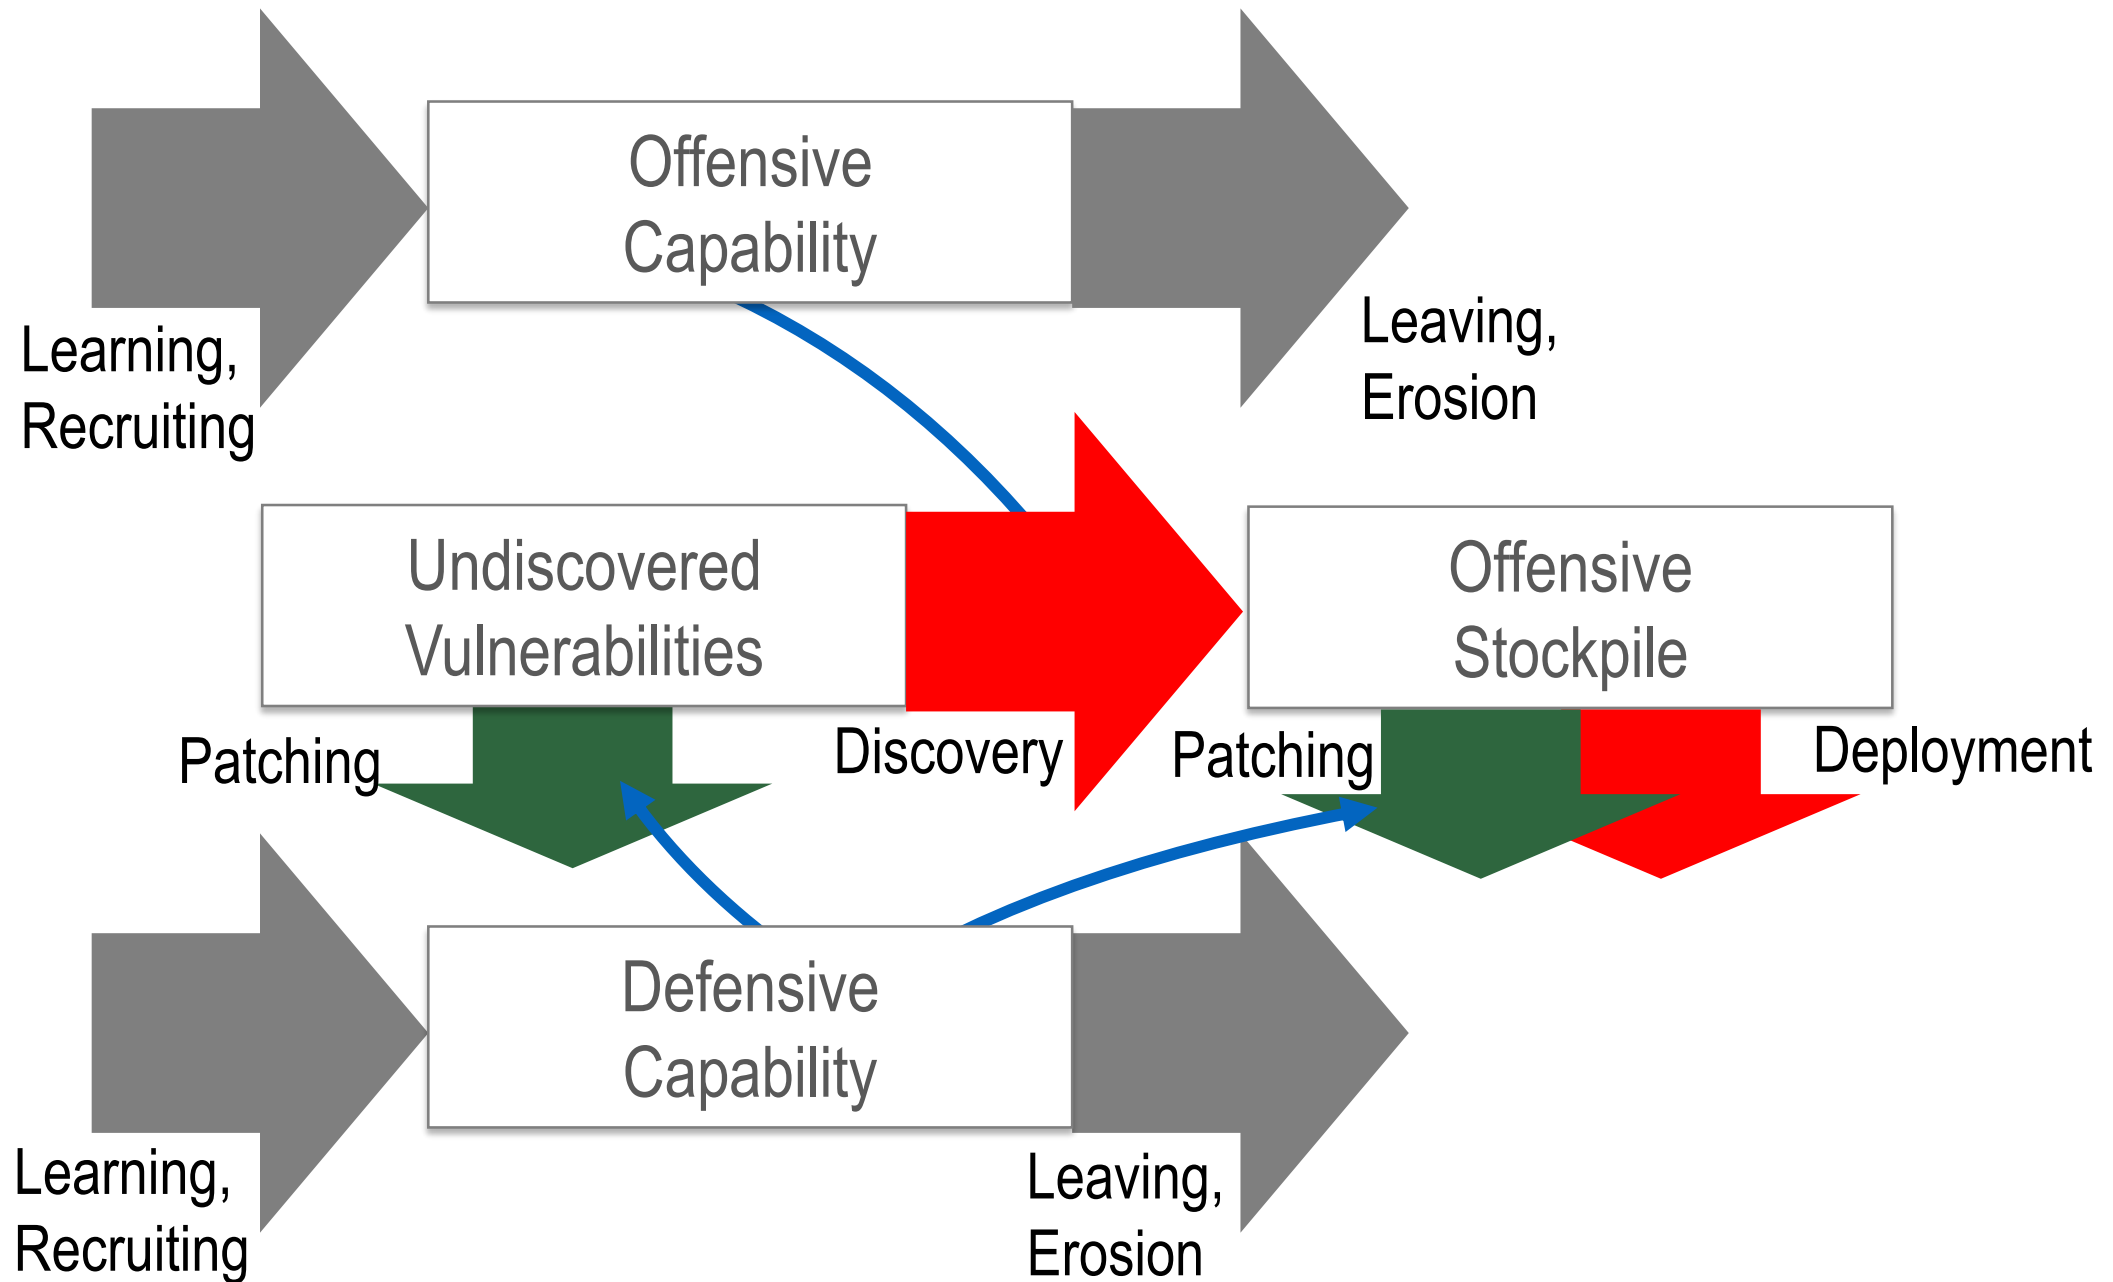 Offensive
Capability
Learning,
Recruiting
Leaving,
Erosion
Undiscovered
Vulnerabilities
Offensive
Stockpile
Patching
Discovery
Patching
Deployment
Defensive
Capability
Learning,
Recruiting
Leaving,
Erosion